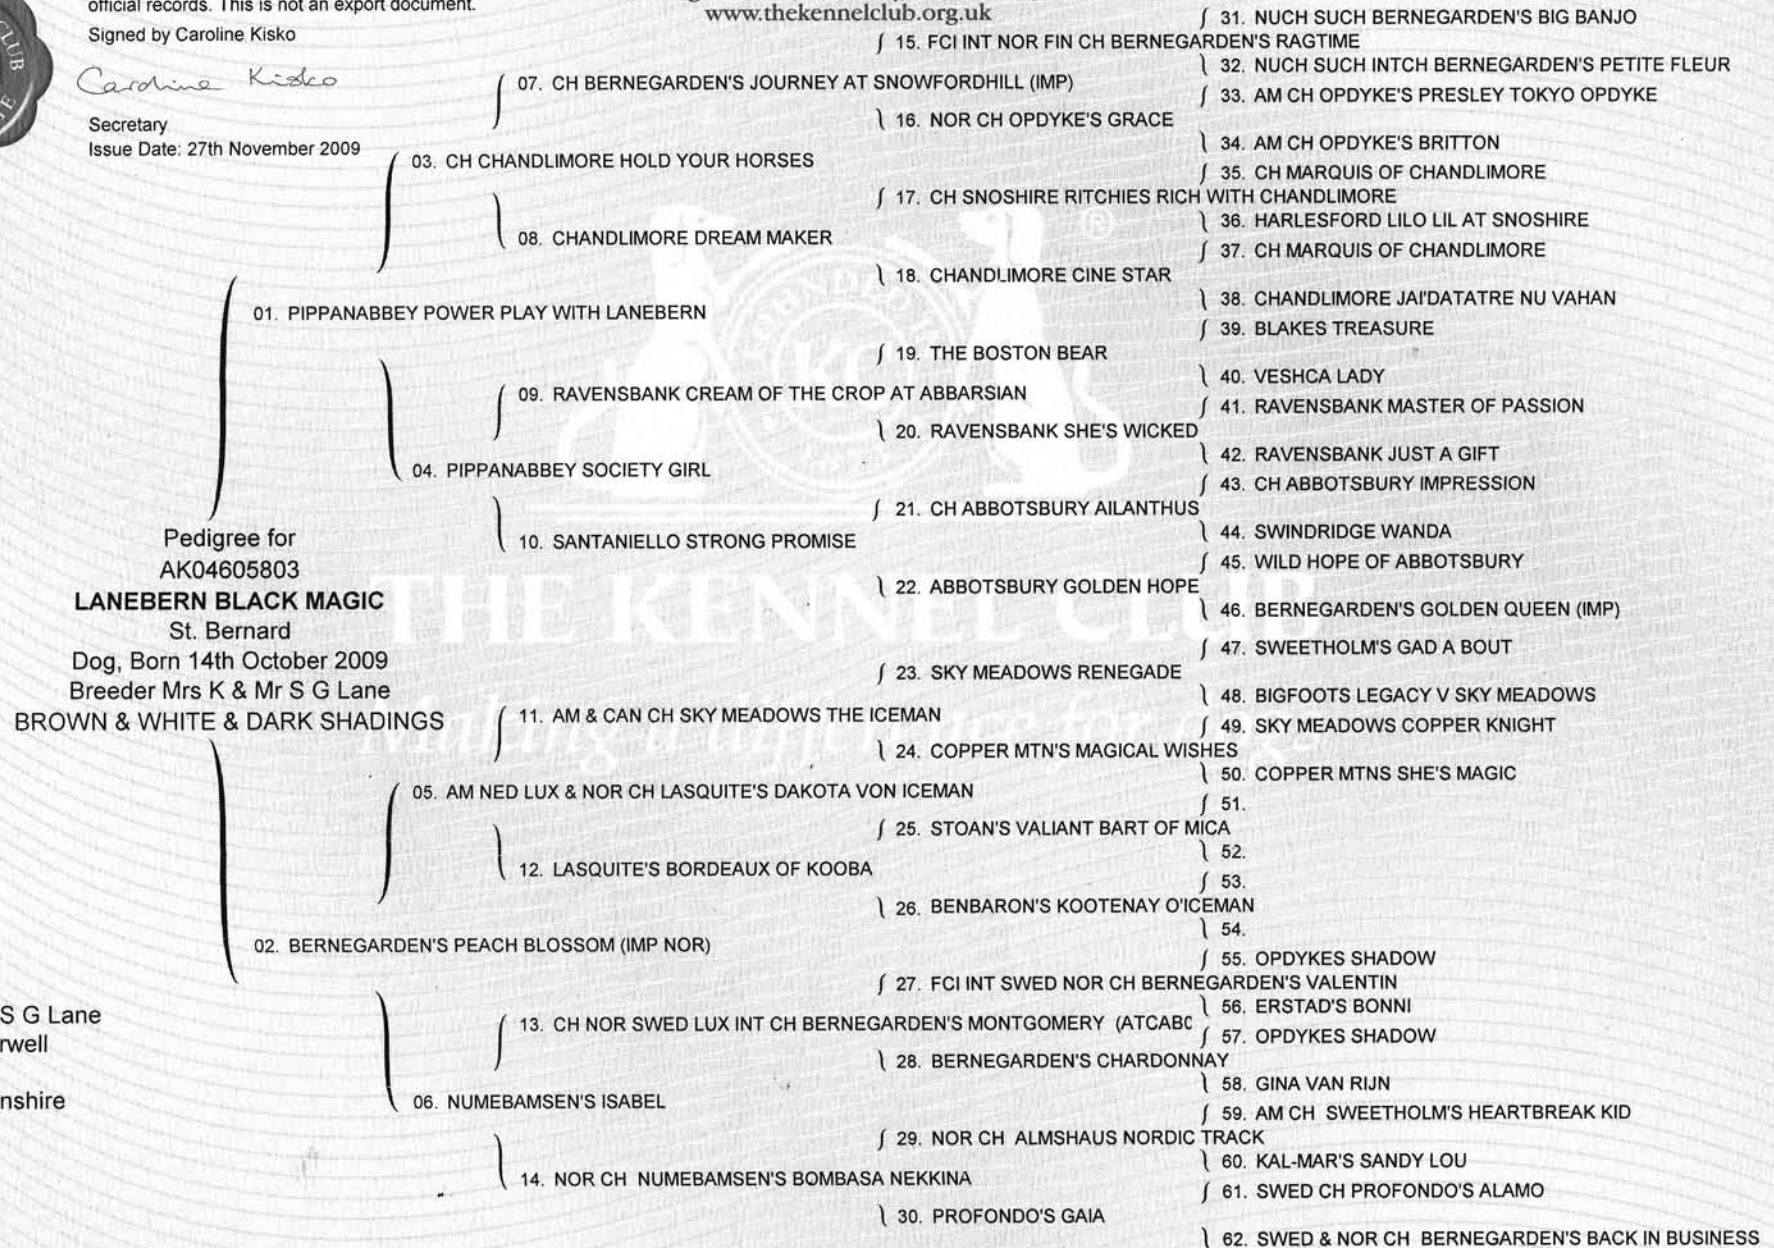 official records. This is not an export document.
www.thekennelclub.org.uk
Signed by Caroline Kisko
Caroline Kisko
Secretary
Issue Date: 27th November 2009
Pedigree for
AK04605803
LANEBERN BLACK MAGIC
St. Bernard
Dog, Born 14th October 2009
Breeder Mrs K & Mr S G Lane
BROWN & WHITE & DARK SHADINGS
S G Lane
rwell
nshire
01. PIPPANABBEY POWER PLAY WITH LANEBERN
02. BERNEGARDEN'S PEACH BLOSSOM (IMP NOR)
03. CH CHANDLIMORE HOLD YOUR HORSES
04. PIPPANABBEY SOCIETY GIRL
05. AM NED LUX & NOR CH LASQUITE'S DAKOTA VON ICEMAN
06. NUMEBAMSEN'S ISABEL
07. CH BERNEGARDEN'S JOURNEY AT SNOWFORDHILL (IMP)
08. CHANDLIMORE DREAM MAKER
09. RAVENSBANK CREAM OF THE CROP AT ABBARSIAN
10. SANTANIELLO STRONG PROMISE
11. AM & CAN CH SKY MEADOWS THE ICEMAN
12. LASQUITE'S BORDEAUX OF KOOBA
13. CH NOR SWED LUX INT CH BERNEGARDEN'S MONTGOMERY (ATCABC
14. NOR CH NUMEBAMSEN'S BOMBASA NEKKINA
15. FCI INT NOR FIN CH BERNEGARDEN'S RAGTIME
16. NOR CH OPDYKE'S GRACE
17. CH SNOSHIRE RITCHIES RICH WITH CHANDLIMORE
18. CHANDLIMORE CINE STAR
19. THE BOSTON BEAR
20. RAVENSBANK SHE'S WICKED
21. CH ABBOTSBURY AILANTHUS
22. ABBOTSBURY GOLDEN HOPE
23. SKY MEADOWS RENEGADE
24. COPPER MTN'S MAGICAL WISHES
25. STOAN'S VALIANT BART OF MICA
26. BENBARON'S KOOTENAY O'ICEMAN
27. FCI INT SWED NOR CH BERNEGARDEN'S VALENTIN
28. BERNEGARDEN'S CHARDONNAY
29. NOR CH ALMSHAUS NORDIC TRACK
30. PROFONDO'S GAIA
31. NUCH SUCH BERNEGARDEN'S BIG BANJO
32. NUCH SUCH INTCH BERNEGARDEN'S PETITE FLEUR
33. AM CH OPDYKE'S PRESLEY TOKYO OPDYKE
34. AM CH OPDYKE'S BRITTON
35. CH MARQUIS OF CHANDLIMORE
36. HARLESFORD LILO LIL AT SNOSHIRE
37. CH MARQUIS OF CHANDLIMORE
38. CHANDLIMORE JAI'DATATRE NU VAHAN
39. BLAKES TREASURE
40. VESHCA LADY
41. RAVENSBANK MASTER OF PASSION
42. RAVENSBANK JUST A GIFT
43. CH ABBOTSBURY IMPRESSION
44. SWINDRIDGE WANDA
45. WILD HOPE OF ABBOTSBURY
46. BERNEGARDEN'S GOLDEN QUEEN (IMP)
47. SWEETHOLM'S GAD A BOUT
48. BIGFOOTS LEGACY V SKY MEADOWS
49. SKY MEADOWS COPPER KNIGHT
50. COPPER MTNS SHE'S MAGIC
51.
52.
53.
54.
55. OPDYKES SHADOW
56. ERSTAD'S BONNI
57. OPDYKES SHADOW
58. GINA VAN RIJN
59. AM CH SWEETHOLM'S HEARTBREAK KID
60. KAL-MAR'S SANDY LOU
61. SWED CH PROFONDO'S ALAMO
62. SWED & NOR CH BERNEGARDEN'S BACK IN BUSINESS
THE KENNEL CLUB
Making a difference for dogs